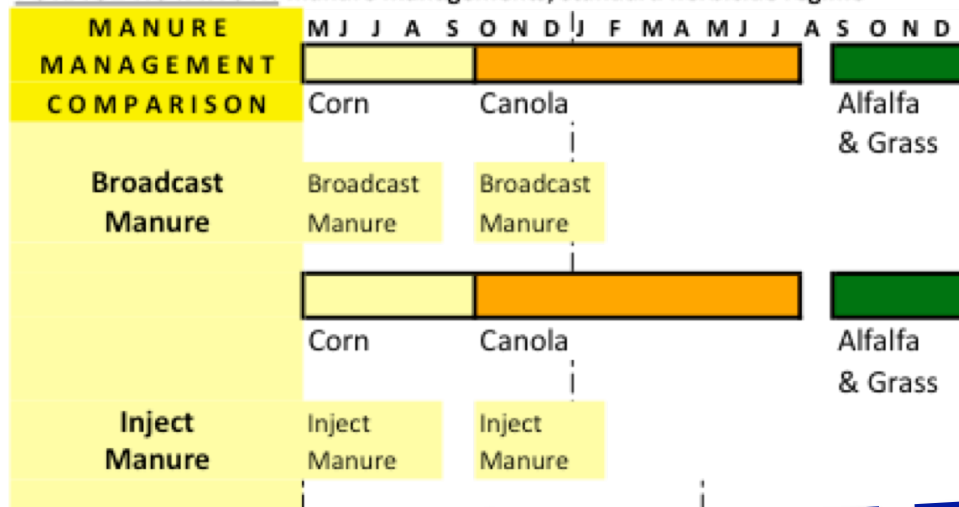 MANURE M J J A S O N D J F M A M J J A S O N D
MANAGEMENT
COMPARISON Corn Canola Alfalfa
& Grass
Broadcast Broadcast Broadcast
Manure Manure Manure
Corn Canola Alfalfa
& Grass
Inject Inject Inject
Manure Manure Manure